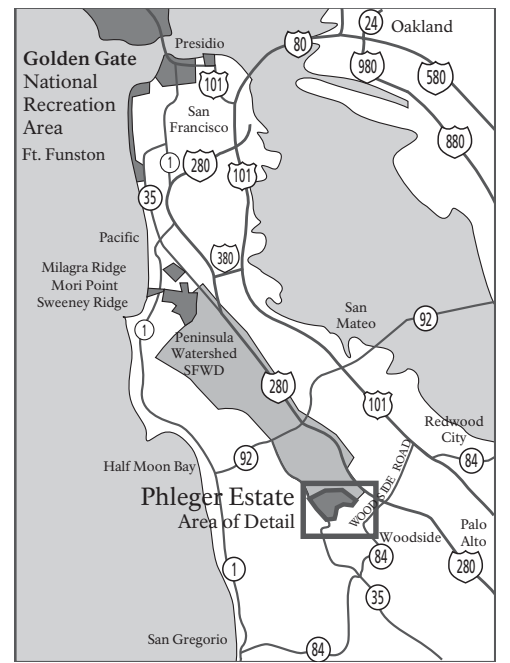 24
Oakland
Presidio
80
Golden Gate
National
Recreation
Area
980
580
101
San
Francisco
880
Ft. Funston
1
280
101
35
Pacific
380
Milagra Ridge
Mori Point
Sweeney Ridge
San
Mateo
92
1
Peninsula
Watershed
SFWD
280
101
Redwood
City
92
84
Half Moon Bay
WOODSIDE ROAD
Phleger Estate
Area of Detail
Woodside
Palo
Alto
84
280
1
35
San Gregorio
84